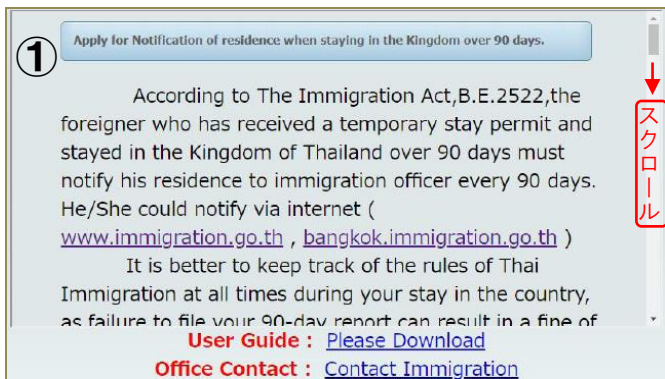 ① Apply for Notification of residence when staying in the Kingdom over 90 days.
According to The Immigration Act,B.E.2522,the
foreigner who has received a temporary stay permit and
stayed in the Kingdom of Thailand over 90 days must
notify his residence to immigration officer every 90 days.
He/She could notify via internet (
www.immigration.go.th , bangkok.immigration.go.th )
It is better to keep track of the rules of Thai
Immigration at all times during your stay in the country,
as failure to file your 90-day report can result in a fine of
スクロール
User Guide : Please Download
Office Contact : Contact Immigration